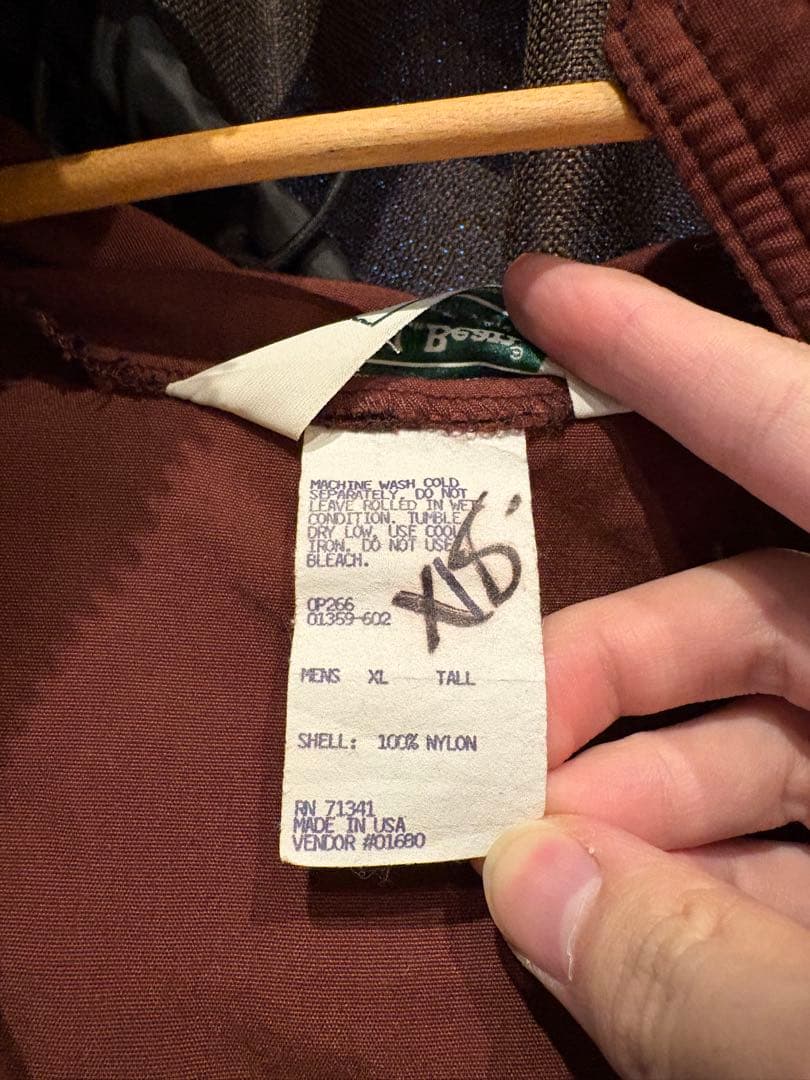 Bean
®
MACHINE WASH COLD
SEPARATELY. DO NOT
LEAVE ROLLED IN WET
CONDITION. TUMBLE
DRY LOW, USE COOL
IRON. DO NOT USE
BLEACH.
OP266
01359-602
MENS XL TALL
SHELL: 100% NYLON
RN 71341
MADE IN USA
VENDOR #01680